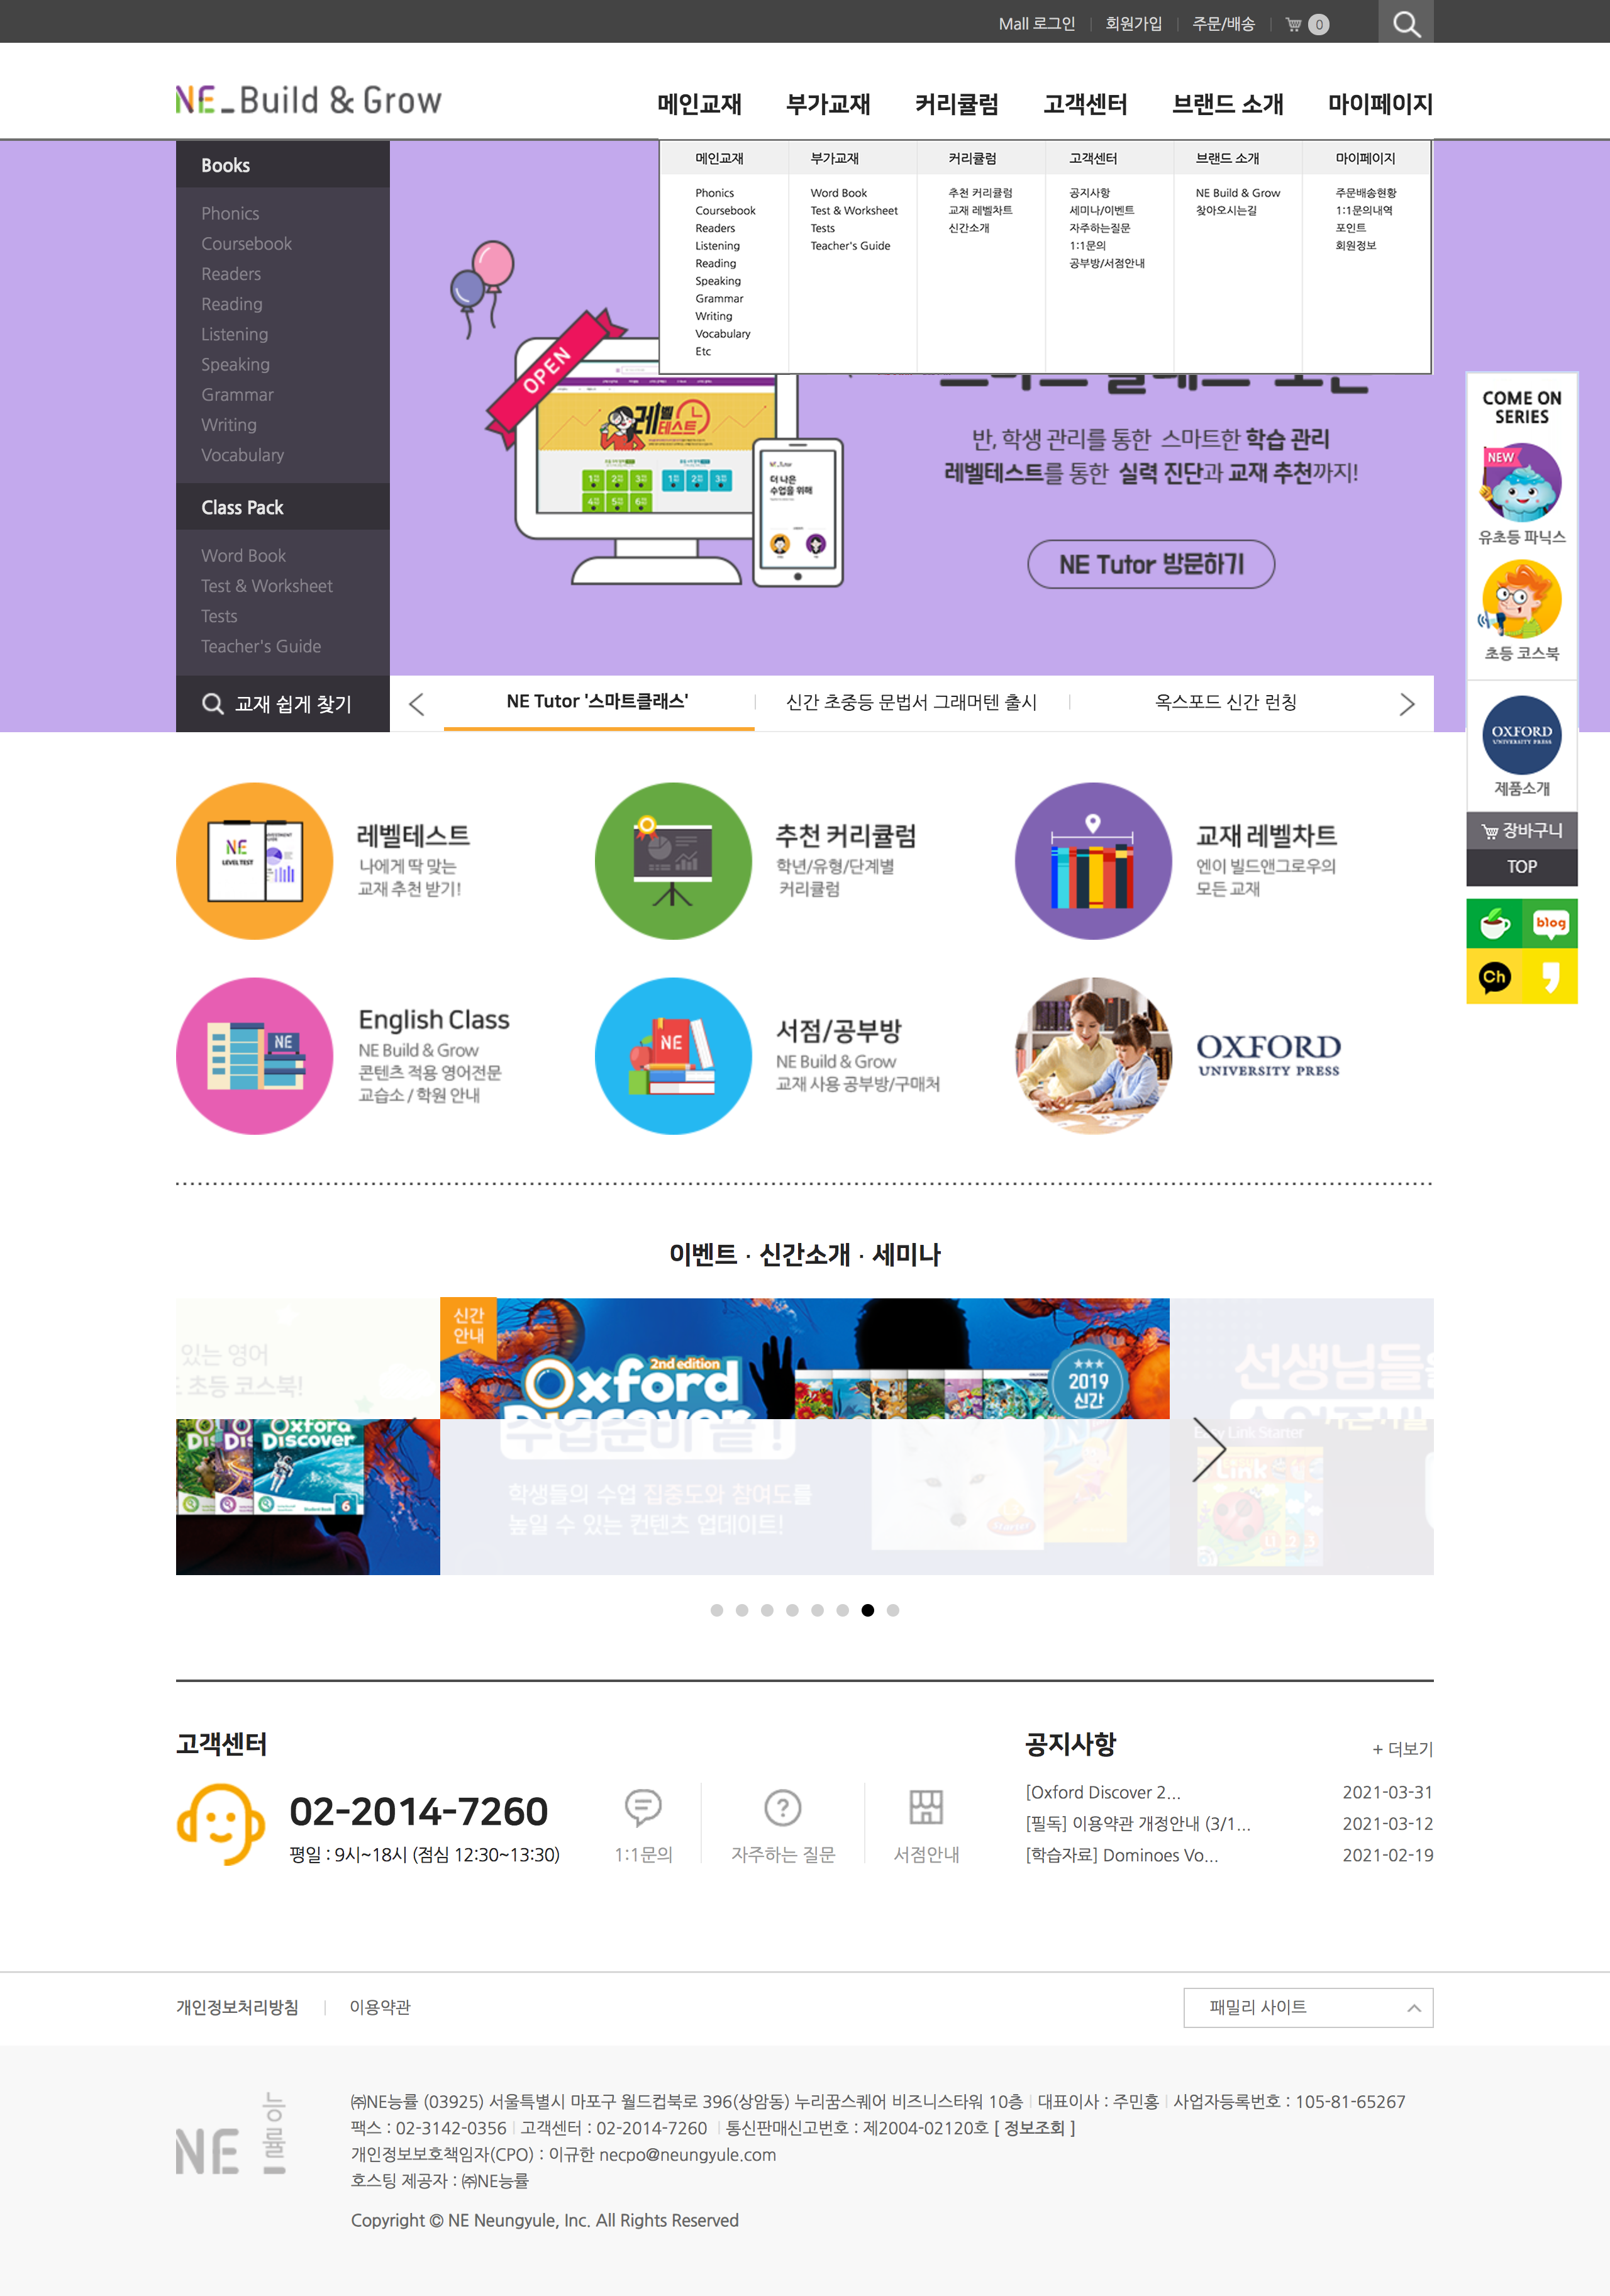 Mall 로그인 회원가입 주문/배송 0
NE_Build & Grow
메인교재 부가교재 커리큘럼 고객센터 브랜드 소개 마이페이지
메인교재
Phonics
Coursebook
Readers
Listening
Reading
Speaking
Grammar
Writing
Vocabulary
Etc
부가교재
Word Book
Test & Worksheet
Tests
Teacher's Guide
커리큘럼
추천 커리큘럼
교재 레벨차트
신간소개
고객센터
공지사항
세미나/이벤트
자주하는질문
1:1문의
공부방/서점안내
브랜드 소개
NE Build & Grow
찾아오시는길
마이페이지
주문배송현황
1:1문의내역
포인트
회원정보
Books
Phonics
Coursebook
Readers
Reading
Listening
Speaking
Grammar
Writing
Vocabulary
Class Pack
Word Book
Test & Worksheet
Tests
Teacher's Guide
교재 쉽게 찾기
OPEN
레벨
테스트
NE_Tutor
더 나은
수업을 위해
반, 학생 관리를 통한 스마트한 학습 관리
레벨테스트를 통한 실력 진단과 교재 추천까지!
NE Tutor 방문하기
NE Tutor '스마트클래스'
신간 초중등 문법서 그래머텐 출시
옥스포드 신간 런칭
COME ON
SERIES
NEW
유초등 파닉스
초등 코스북
OXFORD
UNIVERSITY PRESS
제품소개
장바구니
TOP
blog
Ch
NE
LEVEL TEST
레벨테스트
나에게 딱 맞는
교재 추천 받기!
추천 커리큘럼
학년/유형/단계별
커리큘럼
교재 레벨차트
엔이 빌드앤그로우의
모든 교재
NE
English Class
NE Build & Grow
콘텐츠 적용 영어전문
교습소 / 학원 안내
NE
서점/공부방
NE Build & Grow
교재 사용 공부방/구매처
OXFORD
UNIVERSITY PRESS
이벤트 · 신간소개 · 세미나
있는 영어
초등 코스북!
신간
안내
2nd edition
Oxford
Discover
2019
신간
선생님들
Oxford
Discover
6
수업준비 끝!
학생들의 수업 집중도와 참여도를
높일 수 있는 컨텐츠 업데이트!
starter
Easy Link Starter
Link
1 2 3
고객센터
02-2014-7260
평일 : 9시~18시 (점심 12:30~13:30)
1:1문의
자주하는 질문
서점안내
공지사항
+ 더보기
[Oxford Discover 2... 2021-03-31
[필독] 이용약관 개정안내 (3/1... 2021-03-12
[학습자료] Dominoes Vo... 2021-02-19
개인정보처리방침 이용약관
패밀리 사이트
NE 능률
㈜NE능률 (03925) 서울특별시 마포구 월드컵북로 396(상암동) 누리꿈스퀘어 비즈니스타워 10층 대표이사 : 주민홍 사업자등록번호 : 105-81-65267
팩스 : 02-3142-0356 고객센터 : 02-2014-7260 통신판매신고번호 : 제2004-02120호 [ 정보조회 ]
개인정보보호책임자(CPO) : 이규한 necpo@neungyule.com
호스팅 제공자 : ㈜NE능률
Copyright © NE Neungyule, Inc. All Rights Reserved